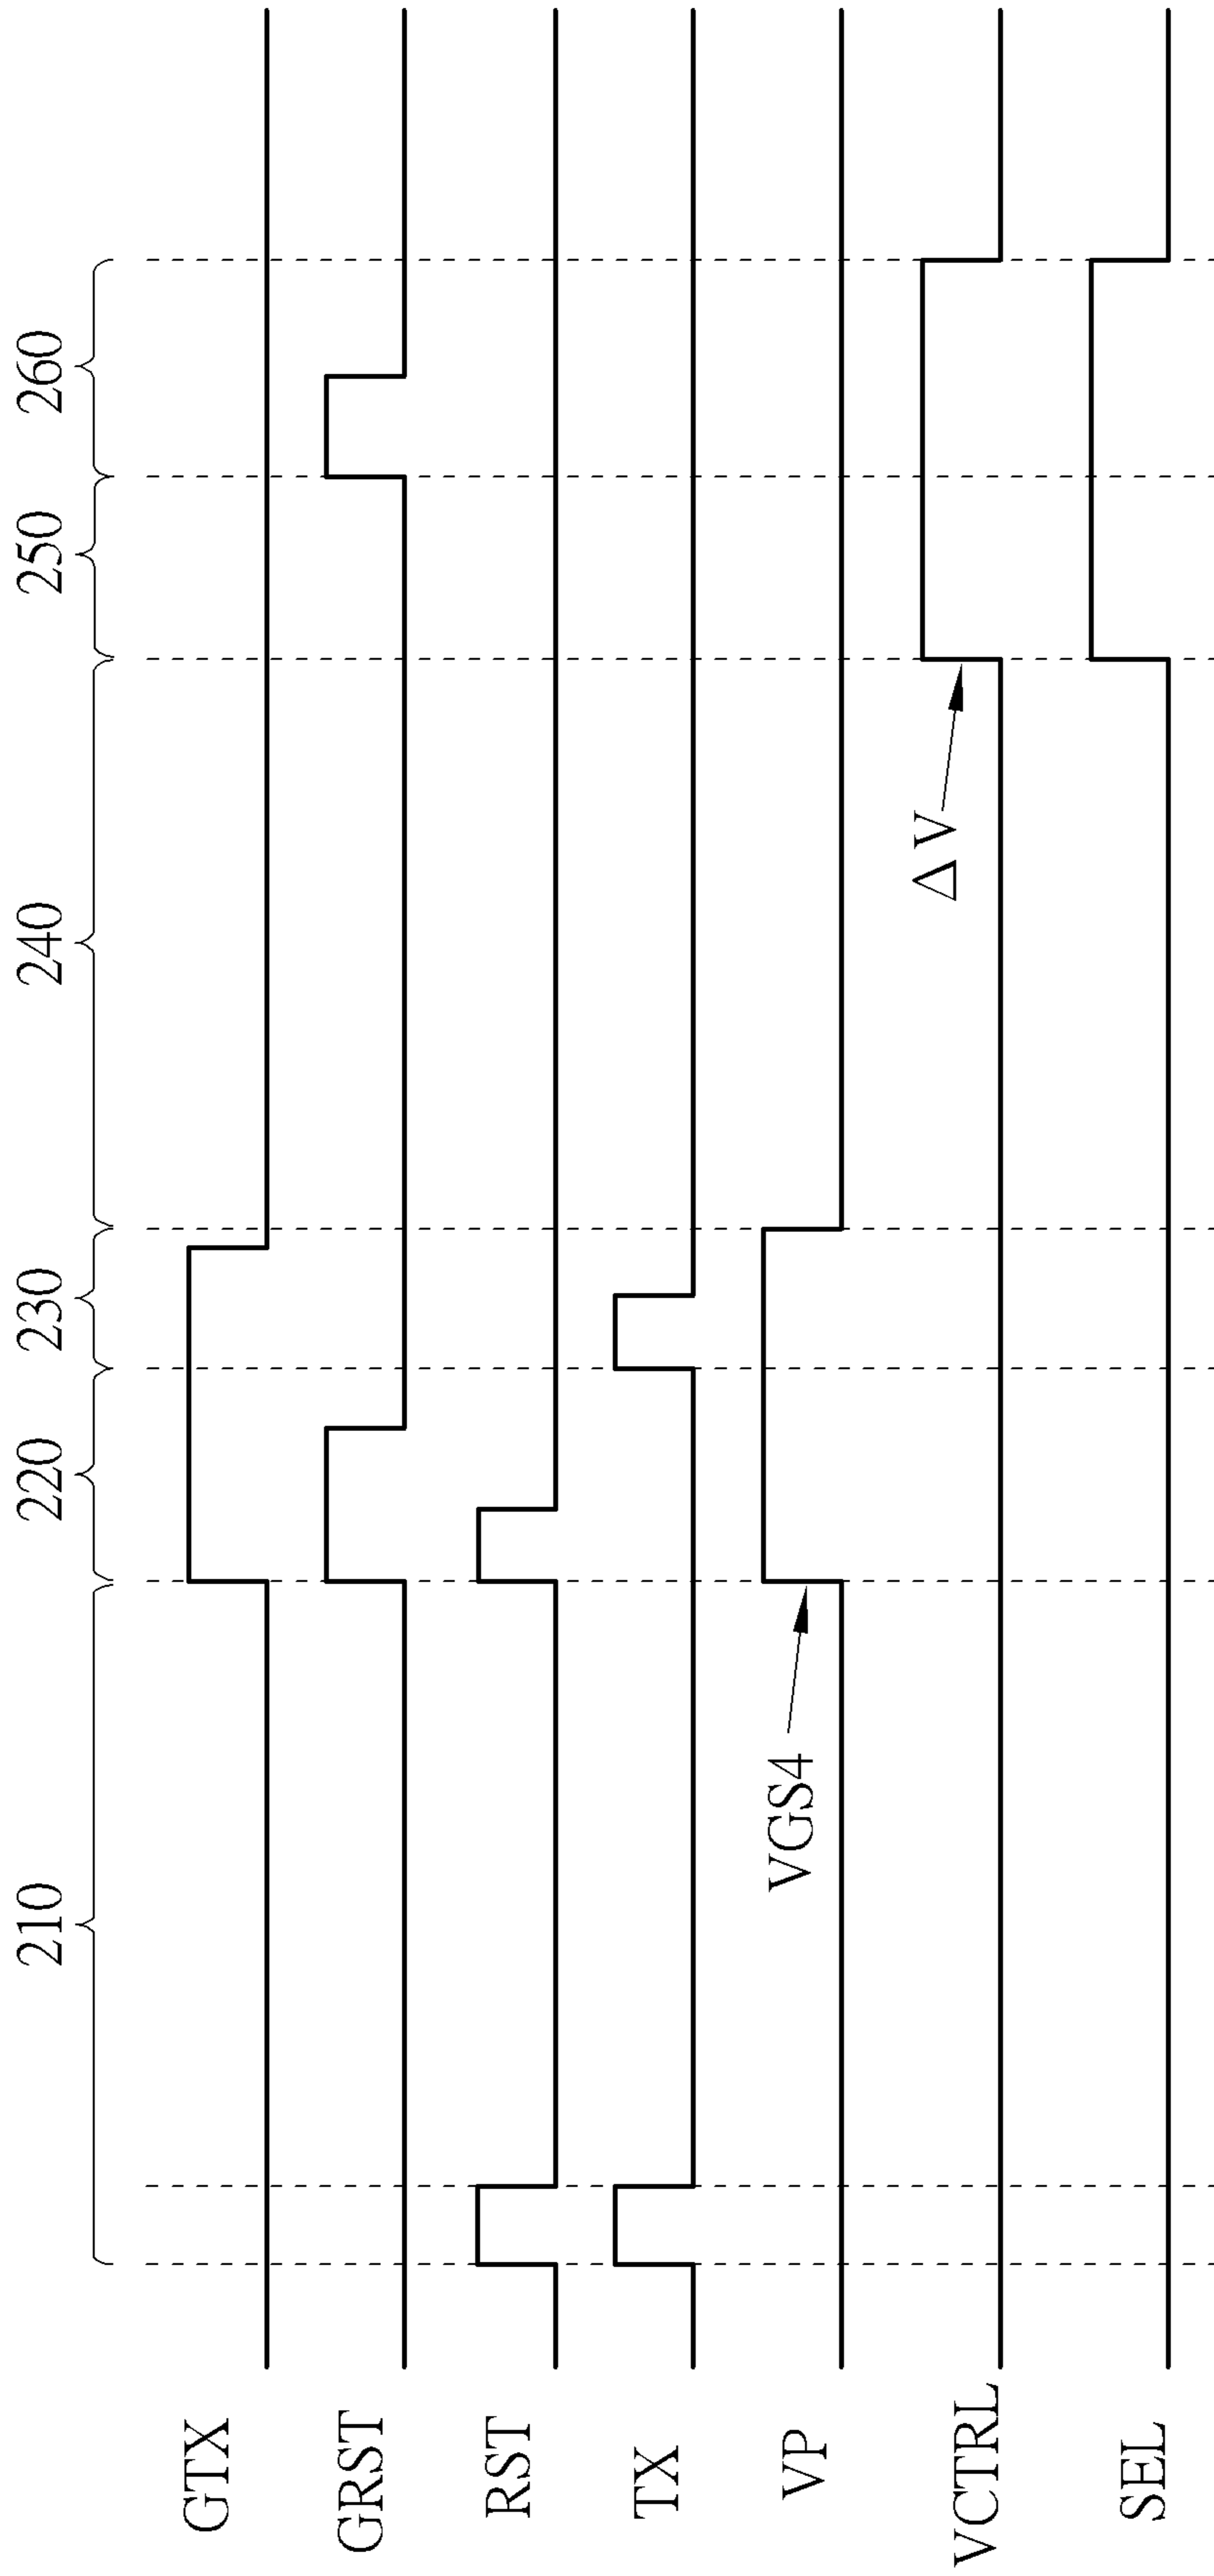 210
220
230
240
250
260
GTX
GRST
RST
TX
VP
VGS4
VCTRL
ΔV
SEL